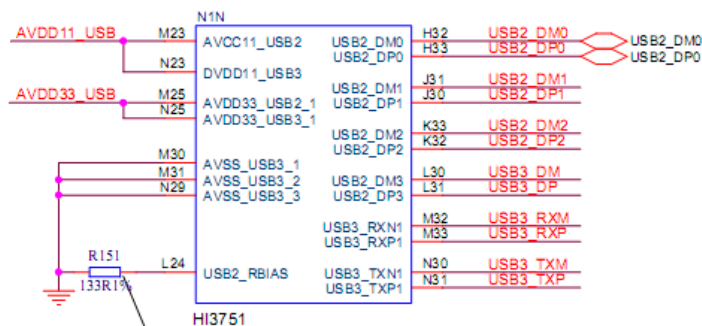 N1N
AVDD11_USB
M23
AVCC11_USB2
N23
DVDD11_USB3
AVDD33_USB
M25
AVDD33_USB2_1
N25
AVDD33_USB3_1
M30
AVSS_USB3_1
M31
AVSS_USB3_2
N29
AVSS_USB3_3
R151
133R1%
L24
USB2_RBIAS
USB2_DM0
H32
USB2_DM0
USB2_DM0
USB2_DP0
H33
USB2_DP0
USB2_DP0
USB2_DM1
J31
USB2_DM1
USB2_DP1
J30
USB2_DP1
USB2_DM2
K33
USB2_DM2
USB2_DP2
K32
USB2_DP2
USB2_DM3
L30
USB3_DM
USB2_DP3
L31
USB3_DP
USB3_RXN1
M32
USB3_RXM
USB3_RXP1
M33
USB3_RXP
USB3_TXN1
N30
USB3_TXM
USB3_TXP1
N31
USB3_TXP
HI3751